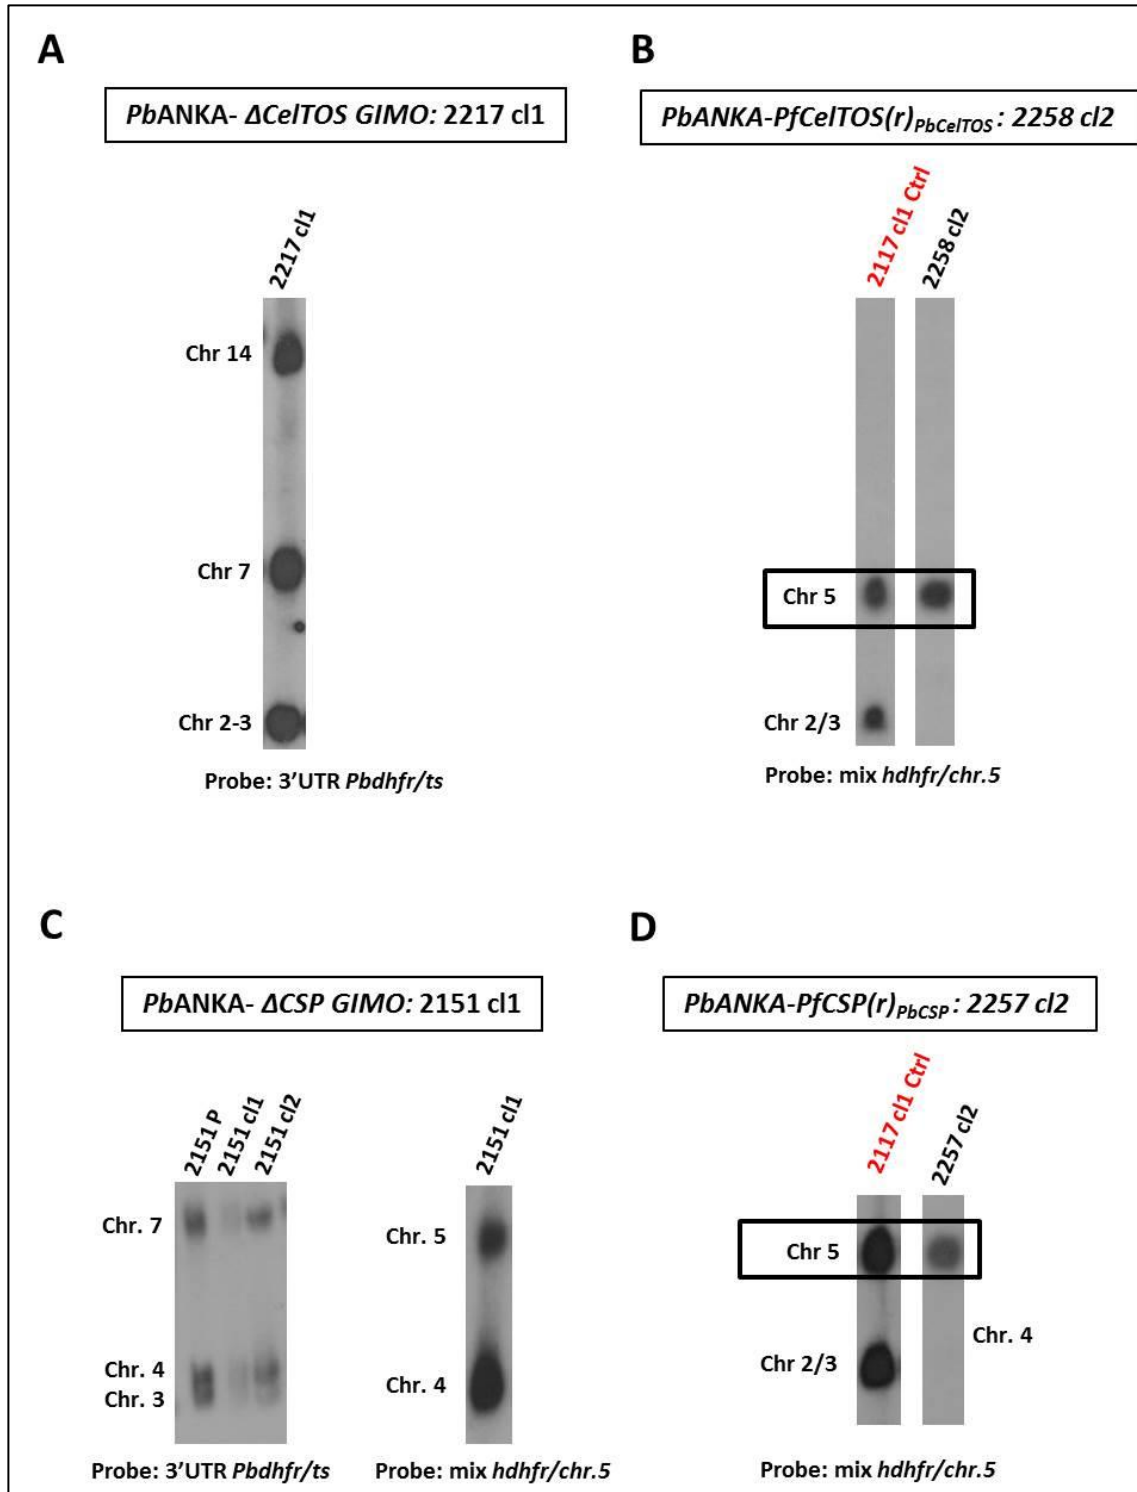 A
PbANKA- ΔCelTOS GIMO: 2217 cl1
2217 cl1
Chr 14
Chr 7
Chr 2-3
Probe: 3’UTR Pbdhfr/ts
B
PbANKA-PfCelTOS(r)PbCelTOS : 2258 cl2
2117 cl1 Ctrl
2258 cl2
Chr 5
Chr 2/3
Probe: mix hdhfr/chr.5
C
PbANKA- ΔCSP GIMO: 2151 cl1
2151 P
2151 cl1
2151 cl2
Chr. 7
Chr. 4
Chr. 3
Probe: 3’UTR Pbdhfr/ts
2151 cl1
Chr. 5
Chr. 4
Probe: mix hdhfr/chr.5
D
PbANKA-PfCSP(r)PbCSP : 2257 cl2
2117 cl1 Ctrl
2257 cl2
Chr 5
Chr. 4
Chr 2/3
Probe: mix hdhfr/chr.5